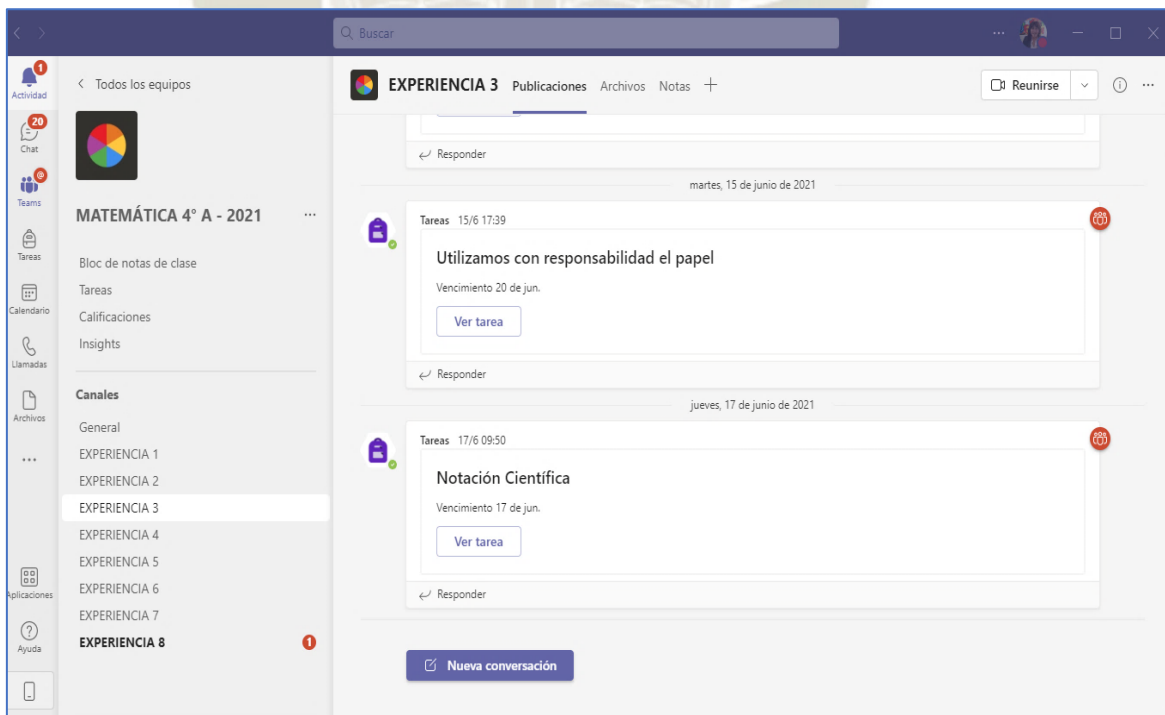 Buscar
Actividad
1
Chat
20
Teams
@
Tareas
Calendario
Llamadas
Archivos
Aplicaciones
Ayuda
Todos los equipos
MATEMÁTICA 4° A - 2021
Bloc de notas de clase
Tareas
Calificaciones
Insights
Canales
General
EXPERIENCIA 1
EXPERIENCIA 2
EXPERIENCIA 3
EXPERIENCIA 4
EXPERIENCIA 5
EXPERIENCIA 6
EXPERIENCIA 7
EXPERIENCIA 8 1
EXPERIENCIA 3 Publicaciones Archivos Notas
Reunirse
Responder
martes, 15 de junio de 2021
Tareas 15/6 17:39
Utilizamos con responsabilidad el papel
Vencimiento 20 de jun.
Ver tarea
Responder
jueves, 17 de junio de 2021
Tareas 17/6 09:50
Notación Científica
Vencimiento 17 de jun.
Ver tarea
Responder
Nueva conversación